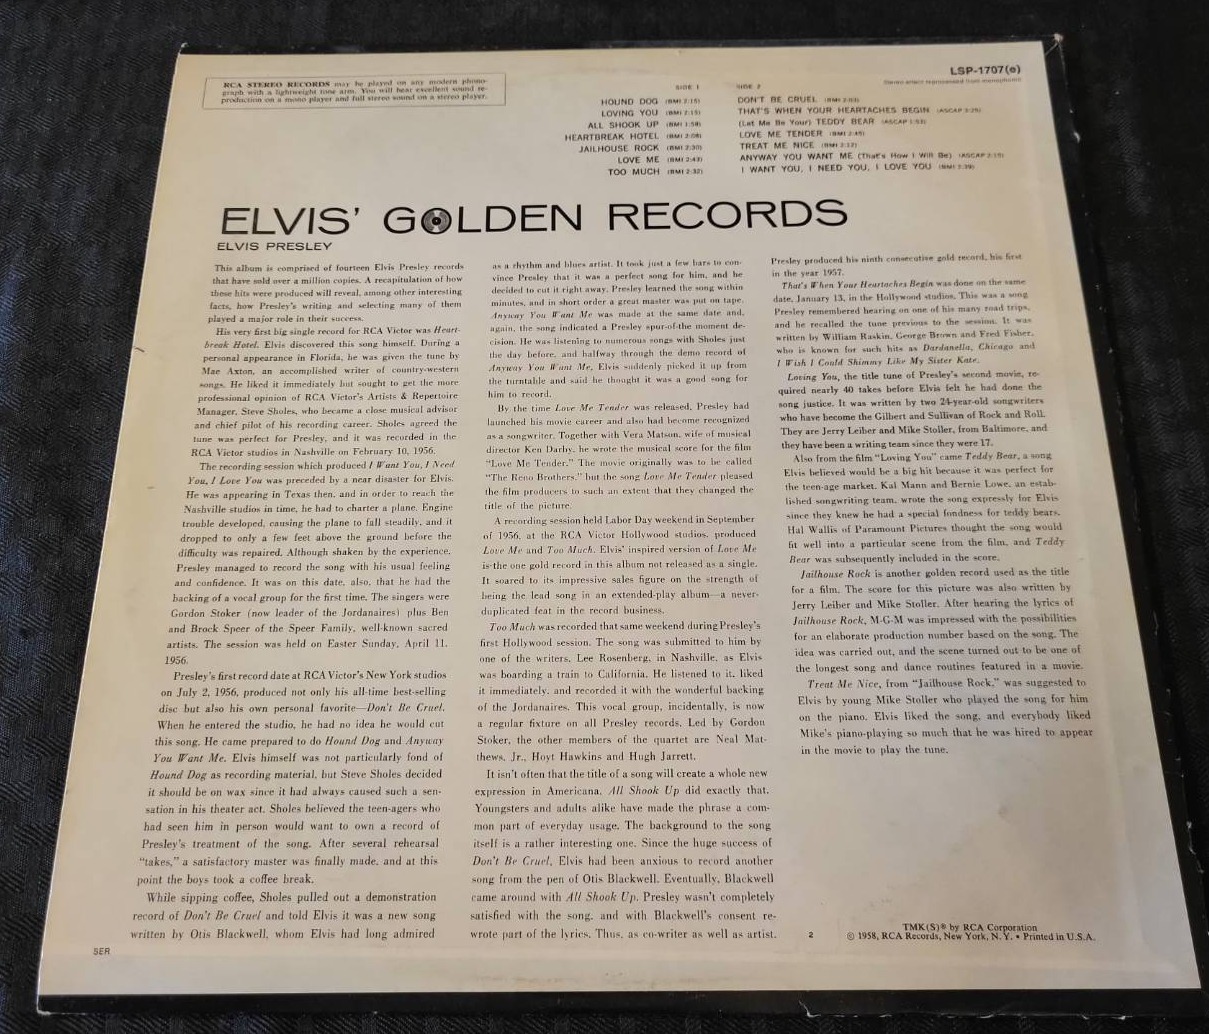 RCA STEREO RECORDS may be played on any modern phono-
graph with a lightweight tone arm. You will hear excellent sound re-
production on a mono player and full stereo sound on a stereo player.
LSP-1707(e)
Stereo effect reprocessed from monophonic
SIDE 1
HOUND DOG (BMI 2:15)
LOVING YOU (BMI 2:15)
ALL SHOOK UP (BMI 1:58)
HEARTBREAK HOTEL (BMI 2:08)
JAILHOUSE ROCK (BMI 2:30)
LOVE ME (BMI 2:43)
TOO MUCH (BMI 2:32)
SIDE 2
DON'T BE CRUEL (BMI 2:03)
THAT'S WHEN YOUR HEARTACHES BEGIN (ASCAP 3:25)
(Let Me Be Your) TEDDY BEAR (ASCAP 1:53)
LOVE ME TENDER (BMI 2:45)
TREAT ME NICE (BMI 2:12)
ANYWAY YOU WANT ME (That's How I Will Be) (ASCAP 2:15)
I WANT YOU, I NEED YOU, I LOVE YOU (BMI 2:39)
ELVIS' GOLDEN RECORDS
ELVIS PRESLEY
This album is comprised of fourteen Elvis Presley records
that have sold over a million copies. A recapitulation of how
these hits were produced will reveal, among other interesting
facts, how Presley's writing and selecting many of them
played a major role in their success.
His very first big single record for RCA Victor was Heart-
break Hotel. Elvis discovered this song himself. During a
personal appearance in Florida, he was given the tune by
Mae Axton, an accomplished writer of country-western
songs. He liked it immediately but sought to get the more
professional opinion of RCA Victor's Artists & Repertoire
Manager, Steve Sholes, who became a close musical advisor
and chief pilot of his recording career. Sholes agreed the
tune was perfect for Presley, and it was recorded in the
RCA Victor studios in Nashville on February 10, 1956.
The recording session which produced I Want You, I Need
You, I Love You was preceded by a near disaster for Elvis.
He was appearing in Texas then, and in order to reach the
Nashville studios in time, he had to charter a plane. Engine
trouble developed, causing the plane to fall steadily, and it
dropped to only a few feet above the ground before the
difficulty was repaired. Although shaken by the experience,
Presley managed to record the song with his usual feeling
and confidence. It was on this date, also, that he had the
backing of a vocal group for the first time. The singers were
Gordon Stoker (now leader of the Jordanaires) plus Ben
and Brock Speer of the Speer Family, well-known sacred
artists. The session was held on Easter Sunday, April 11,
1956.
Presley's first record date at RCA Victor's New York studios
on July 2, 1956, produced not only his all-time best-selling
disc but also his own personal favorite—Don't Be Cruel.
When he entered the studio, he had no idea he would cut
this song. He came prepared to do Hound Dog and Anyway
You Want Me. Elvis himself was not particularly fond of
Hound Dog as recording material, but Steve Sholes decided
it should be on wax since it had always caused such a sen-
sation in his theater act. Sholes believed the teen-agers who
had seen him in person would want to own a record of
Presley's treatment of the song. After several rehearsal
"takes," a satisfactory master was finally made, and at this
point the boys took a coffee break.
While sipping coffee, Sholes pulled out a demonstration
record of Don't Be Cruel and told Elvis it was a new song
written by Otis Blackwell, whom Elvis had long admired
as a rhythm and blues artist. It took just a few bars to con-
vince Presley that it was a perfect song for him, and he
decided to cut it right away. Presley learned the song within
minutes, and in short order a great master was put on tape.
Anyway You Want Me was made at the same date and,
again, the song indicated a Presley spur-of-the moment de-
cision. He was listening to numerous songs with Sholes just
the day before, and halfway through the demo record of
Anyway You Want Me, Elvis suddenly picked it up from
the turntable and said he thought it was a good song for
him to record.
By the time Love Me Tender was released, Presley had
launched his movie career and also had become recognized
as a songwriter. Together with Vera Matson, wife of musical
director Ken Darby, he wrote the musical score for the film
"Love Me Tender." The movie originally was to be called
"The Reno Brothers," but the song Love Me Tender pleased
the film producers to such an extent that they changed the
title of the picture.
A recording session held Labor Day weekend in September
of 1956, at the RCA Victor Hollywood studios, produced
Love Me and Too Much. Elvis' inspired version of Love Me
is the one gold record in this album not released as a single.
It soared to its impressive sales figure on the strength of
being the lead song in an extended-play album—a never-
duplicated feat in the record business.
Too Much was recorded that same weekend during Presley's
first Hollywood session. The song was submitted to him by
one of the writers, Lee Rosenberg, in Nashville, as Elvis
was boarding a train to California. He listened to it, liked
it immediately, and recorded it with the wonderful backing
of the Jordanaires. This vocal group, incidentally, is now
a regular fixture on all Presley records. Led by Gordon
Stoker, the other members of the quartet are Neal Mat-
thews, Jr., Hoyt Hawkins and Hugh Jarrett.
It isn't often that the title of a song will create a whole new
expression in Americana. All Shook Up did exactly that.
Youngsters and adults alike have made the phrase a com-
mon part of everyday usage. The background to the song
itself is a rather interesting one. Since the huge success of
Don't Be Cruel, Elvis had been anxious to record another
song from the pen of Otis Blackwell. Eventually, Blackwell
came around with All Shook Up. Presley wasn't completely
satisfied with the song, and with Blackwell's consent re-
wrote part of the lyrics. Thus, as co-writer as well as artist,
Presley produced his ninth consecutive gold record, his first
in the year 1957.
That's When Your Heartaches Begin was done on the same
date, January 13, in the Hollywood studios. This was a song
Presley remembered hearing on one of his many road trips,
and he recalled the tune previous to the session. It was
written by William Raskin, George Brown and Fred Fisher,
who is known for such hits as Dardanella, Chicago and
I Wish I Could Shimmy Like My Sister Kate.
Loving You, the title tune of Presley's second movie, re-
quired nearly 40 takes before Elvis felt he had done the
song justice. It was written by two 24-year-old songwriters
who have become the Gilbert and Sullivan of Rock and Roll.
They are Jerry Leiber and Mike Stoller, from Baltimore, and
they have been a writing team since they were 17.
Also from the film "Loving You" came Teddy Bear, a song
Elvis believed would be a big hit because it was perfect for
the teen-age market. Kal Mann and Bernie Lowe, an estab-
lished songwriting team, wrote the song expressly for Elvis
since they knew he had a special fondness for teddy bears.
Hal Wallis of Paramount Pictures thought the song would
fit well into a particular scene from the film, and Teddy
Bear was subsequently included in the score.
Jailhouse Rock is another golden record used as the title
for a film. The score for this picture was also written by
Jerry Leiber and Mike Stoller. After hearing the lyrics of
Jailhouse Rock, M-G-M was impressed with the possibilities
for an elaborate production number based on the song. The
idea was carried out, and the scene turned out to be one of
the longest song and dance routines featured in a movie.
Treat Me Nice, from "Jailhouse Rock," was suggested to
Elvis by young Mike Stoller who played the song for him
on the piano. Elvis liked the song, and everybody liked
Mike's piano-playing so much that he was hired to appear
in the movie to play the tune.
SER
2
TMK(S) ® by RCA Corporation
© 1958, RCA Records, New York, N. Y. • Printed in U.S.A.